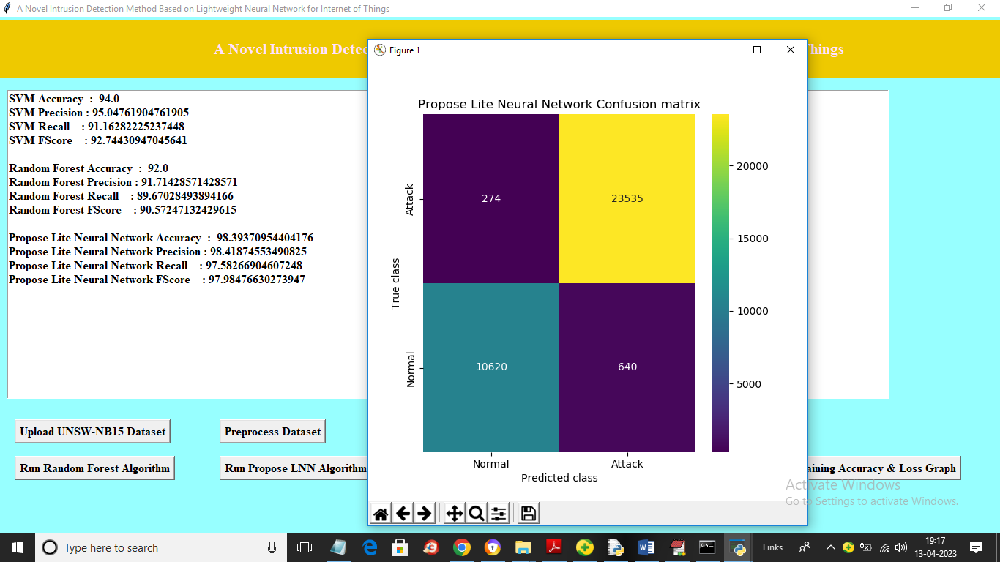 A Novel Intrusion Detection Method Based on Lightweight Neural Network for Internet of Things
A Novel Intrusion Detec
hings
SVM Accuracy : 94.0
SVM Precision : 95.04761904761905
SVM Recall : 91.16282225237448
SVM FScore : 92.74430947045641
Random Forest Accuracy : 92.0
Random Forest Precision : 91.71428571428571
Random Forest Recall : 89.67028493894166
Random Forest FScore : 90.57247132429615
Propose Lite Neural Network Accuracy : 98.39370954404176
Propose Lite Neural Network Precision : 98.41874553490825
Propose Lite Neural Network Recall : 97.58266904607248
Propose Lite Neural Network FScore : 97.98476630273947
Figure 1
Propose Lite Neural Network Confusion matrix
True class
Attack
274
23535
Normal
10620
640
Normal
Attack
Predicted class
20000
15000
10000
5000
Upload UNSW-NB15 Dataset
Preprocess Dataset
Run Random Forest Algorithm
Run Propose LNN Algorithm
aining Accuracy & Loss Graph
Activate Windows
Go to Settings to activate Windows.
Type here to search
Links
19:17
13-04-2023